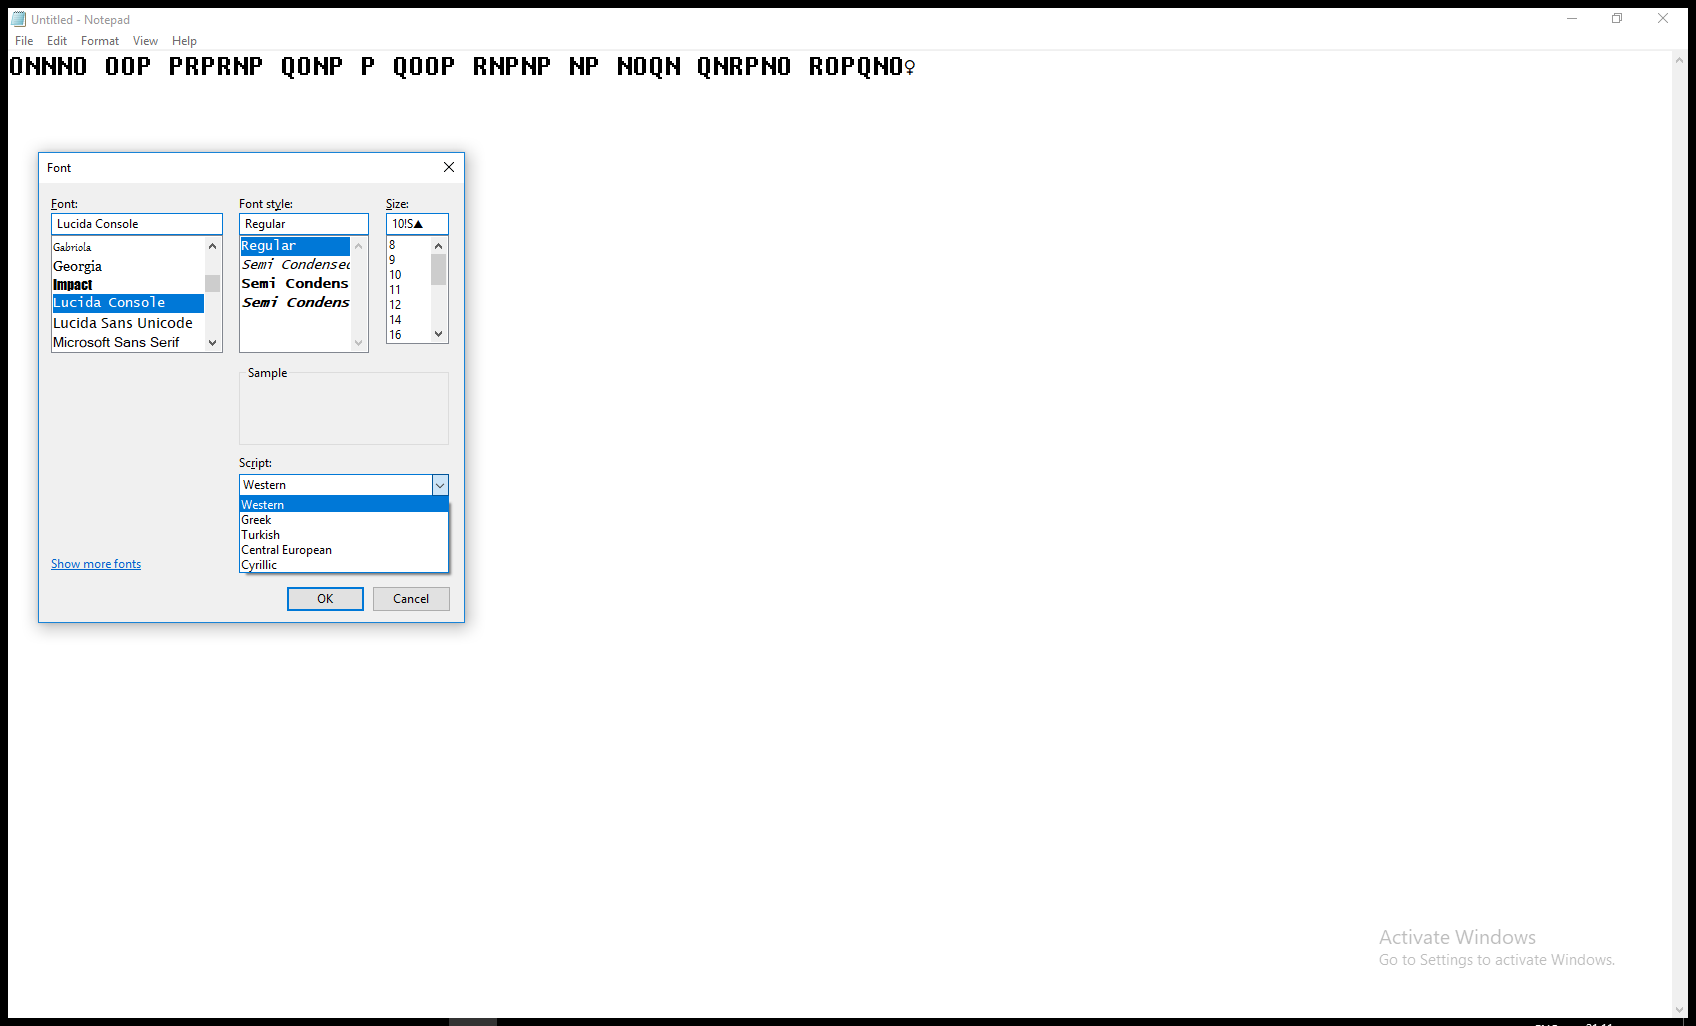 Untitled - Notepad
File Edit Format View Help
ONNNO OOP PRPRNP QONP P QOOP RNPNP NP NOQN QNRPNO ROPQNO♀
Font
Font:
Lucida Console
Gabriola
Georgia
Impact
Lucida Console
Lucida Sans Unicode
Microsoft Sans Serif
Font style:
Regular
Regular
Semi Condensed
Semi Condens
Semi Condens
Size:
10!S▲
8
9
10
11
12
14
16
Sample
Script:
Western
Western
Greek
Turkish
Central European
Cyrillic
Show more fonts
OK Cancel
Activate Windows
Go to Settings to activate Windows.